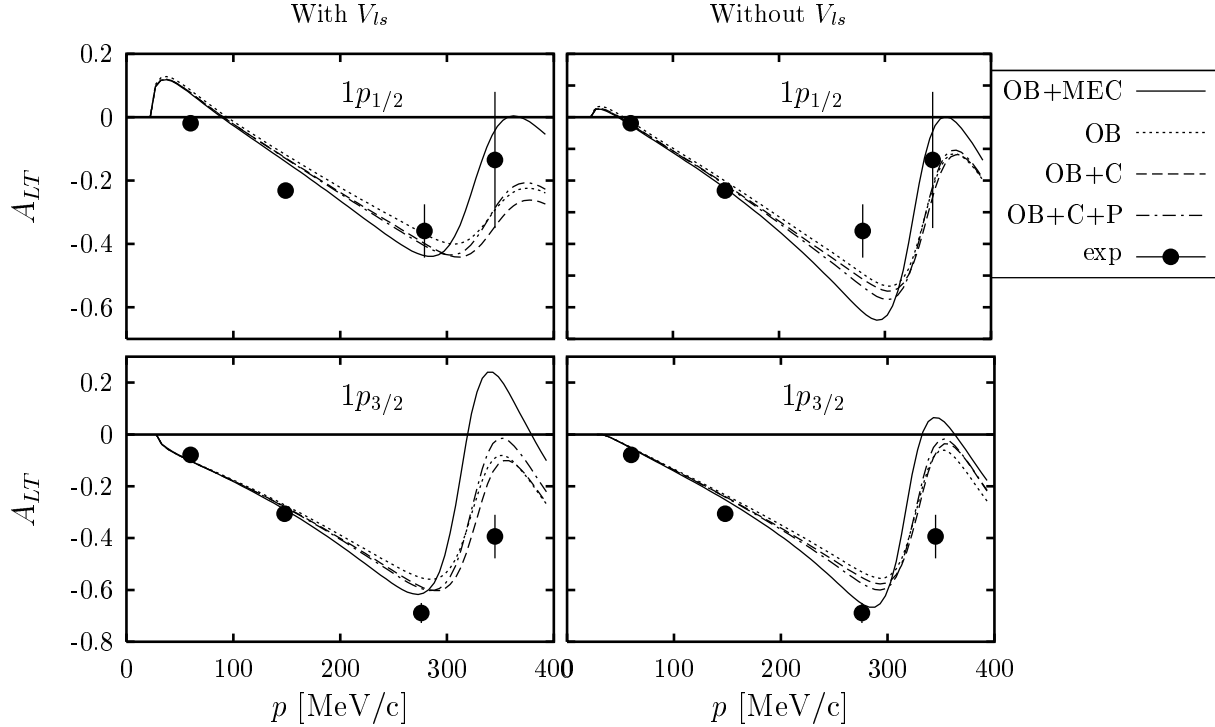 With V_ls
Without V_ls
0.2
0
-0.2
-0.4
-0.6
A_LT
1p_1/2
1p_1/2
OB+MEC
OB
OB+C
OB+C+P
exp
0.2
0
-0.2
-0.4
-0.6
-0.8
A_LT
1p_3/2
1p_3/2
0 100 200 300 400
0 100 200 300 400
p [MeV/c]
p [MeV/c]